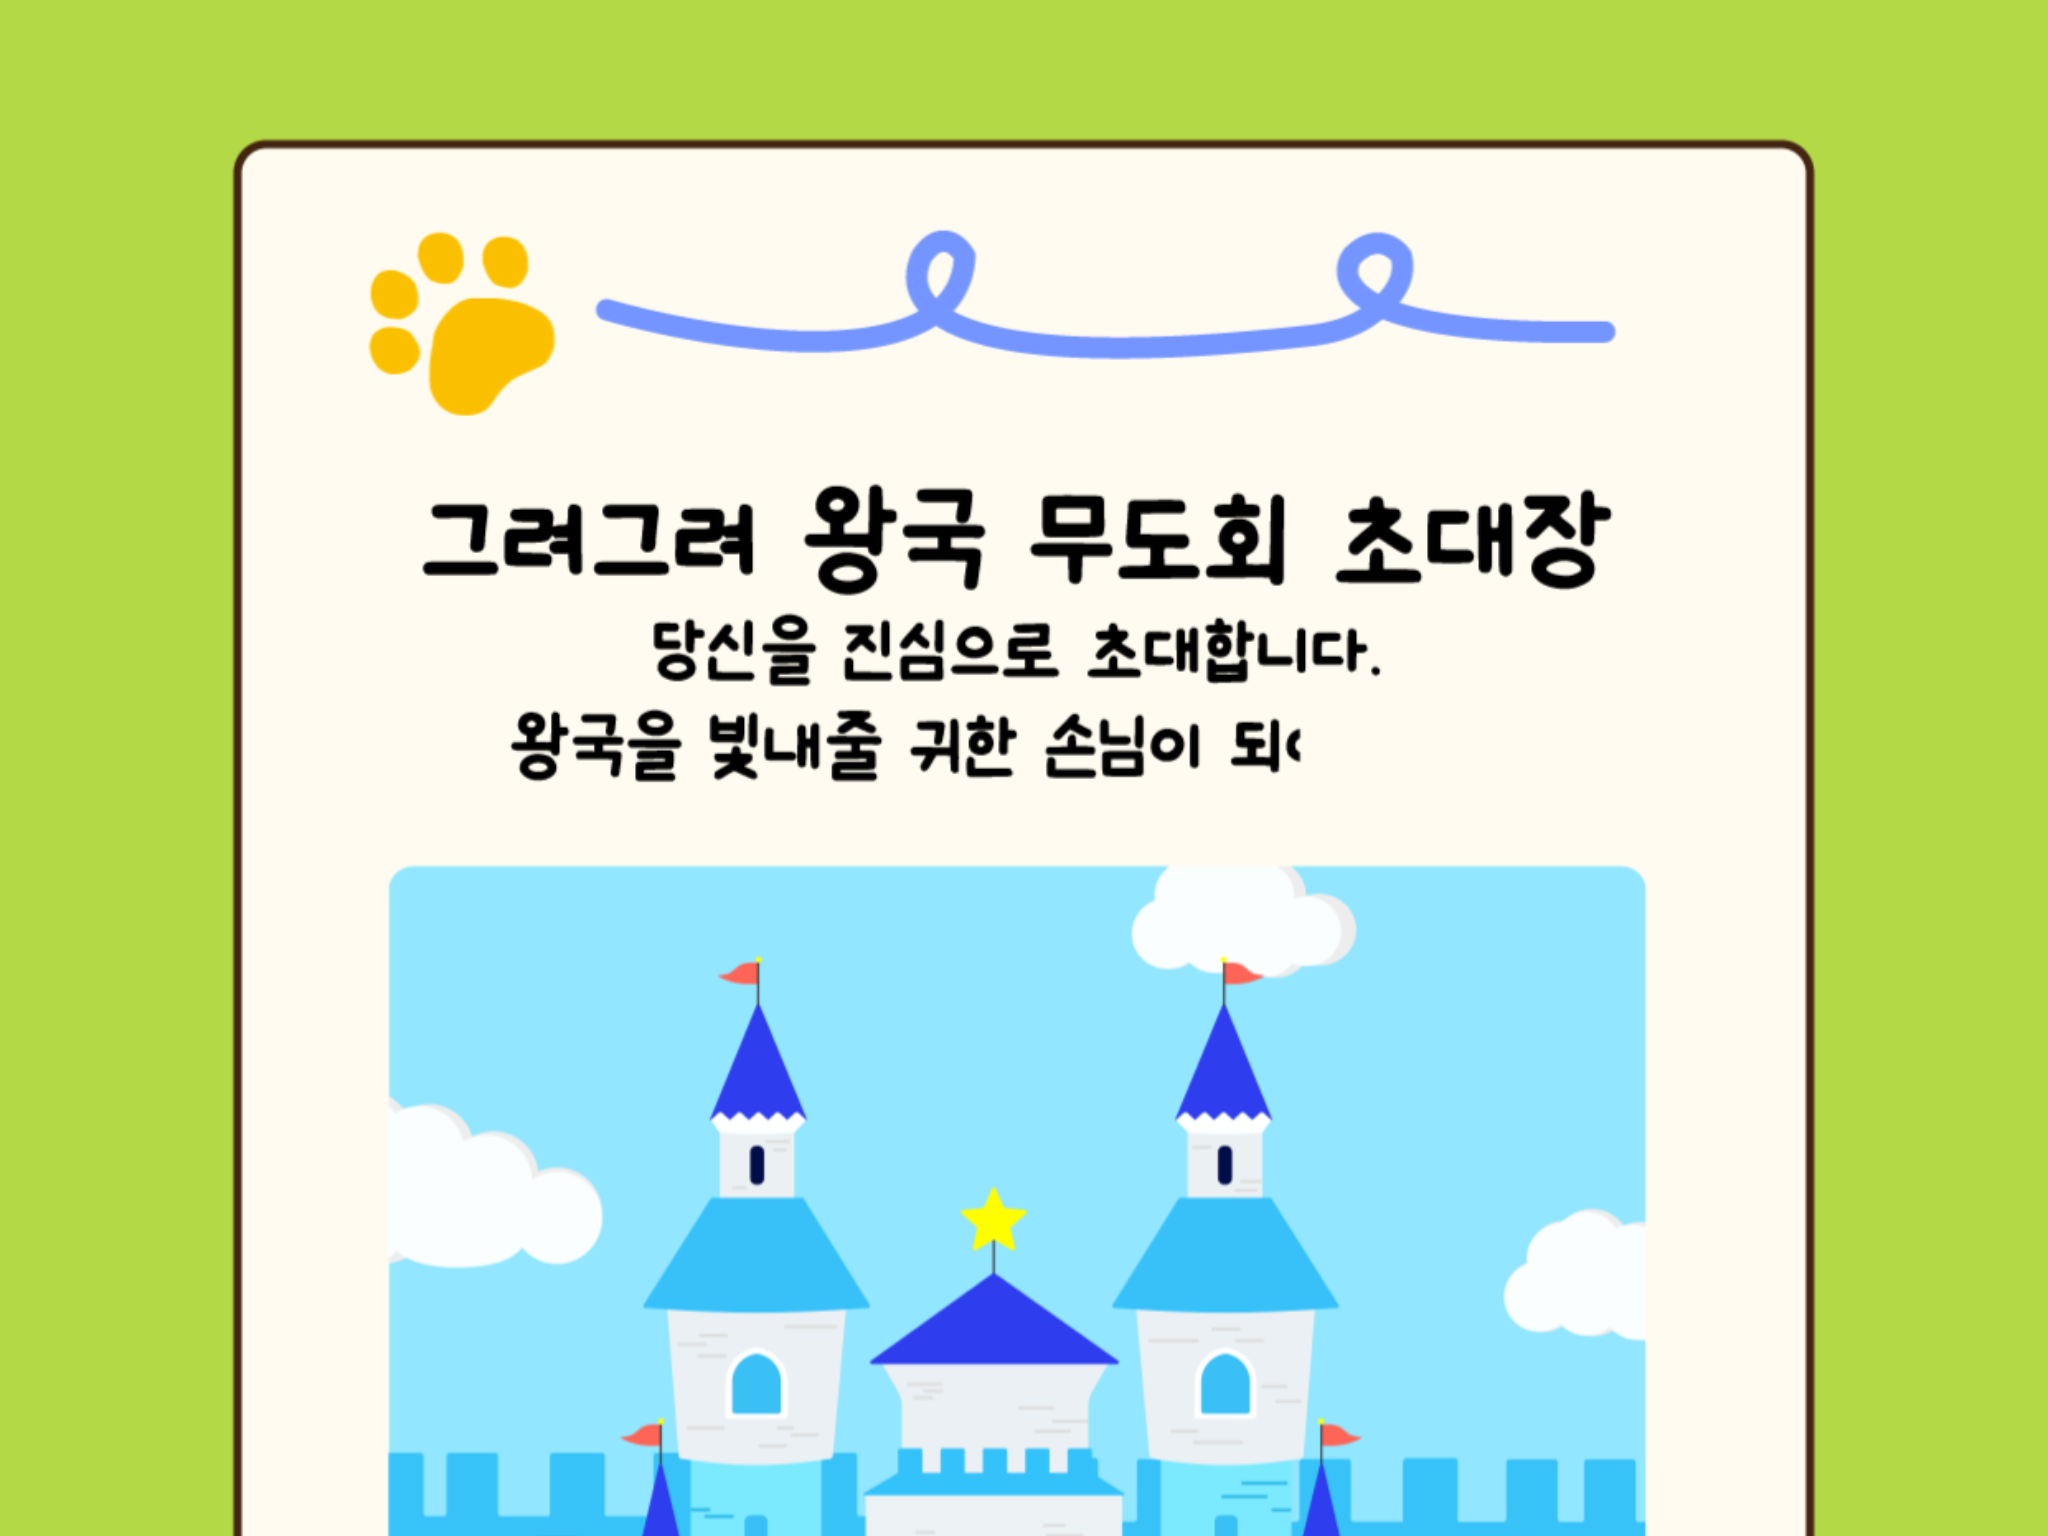 그려그려 왕국 무도회 초대장
당신을 진심으로 초대합니다.
왕국을 빛내줄 귀한 손님이